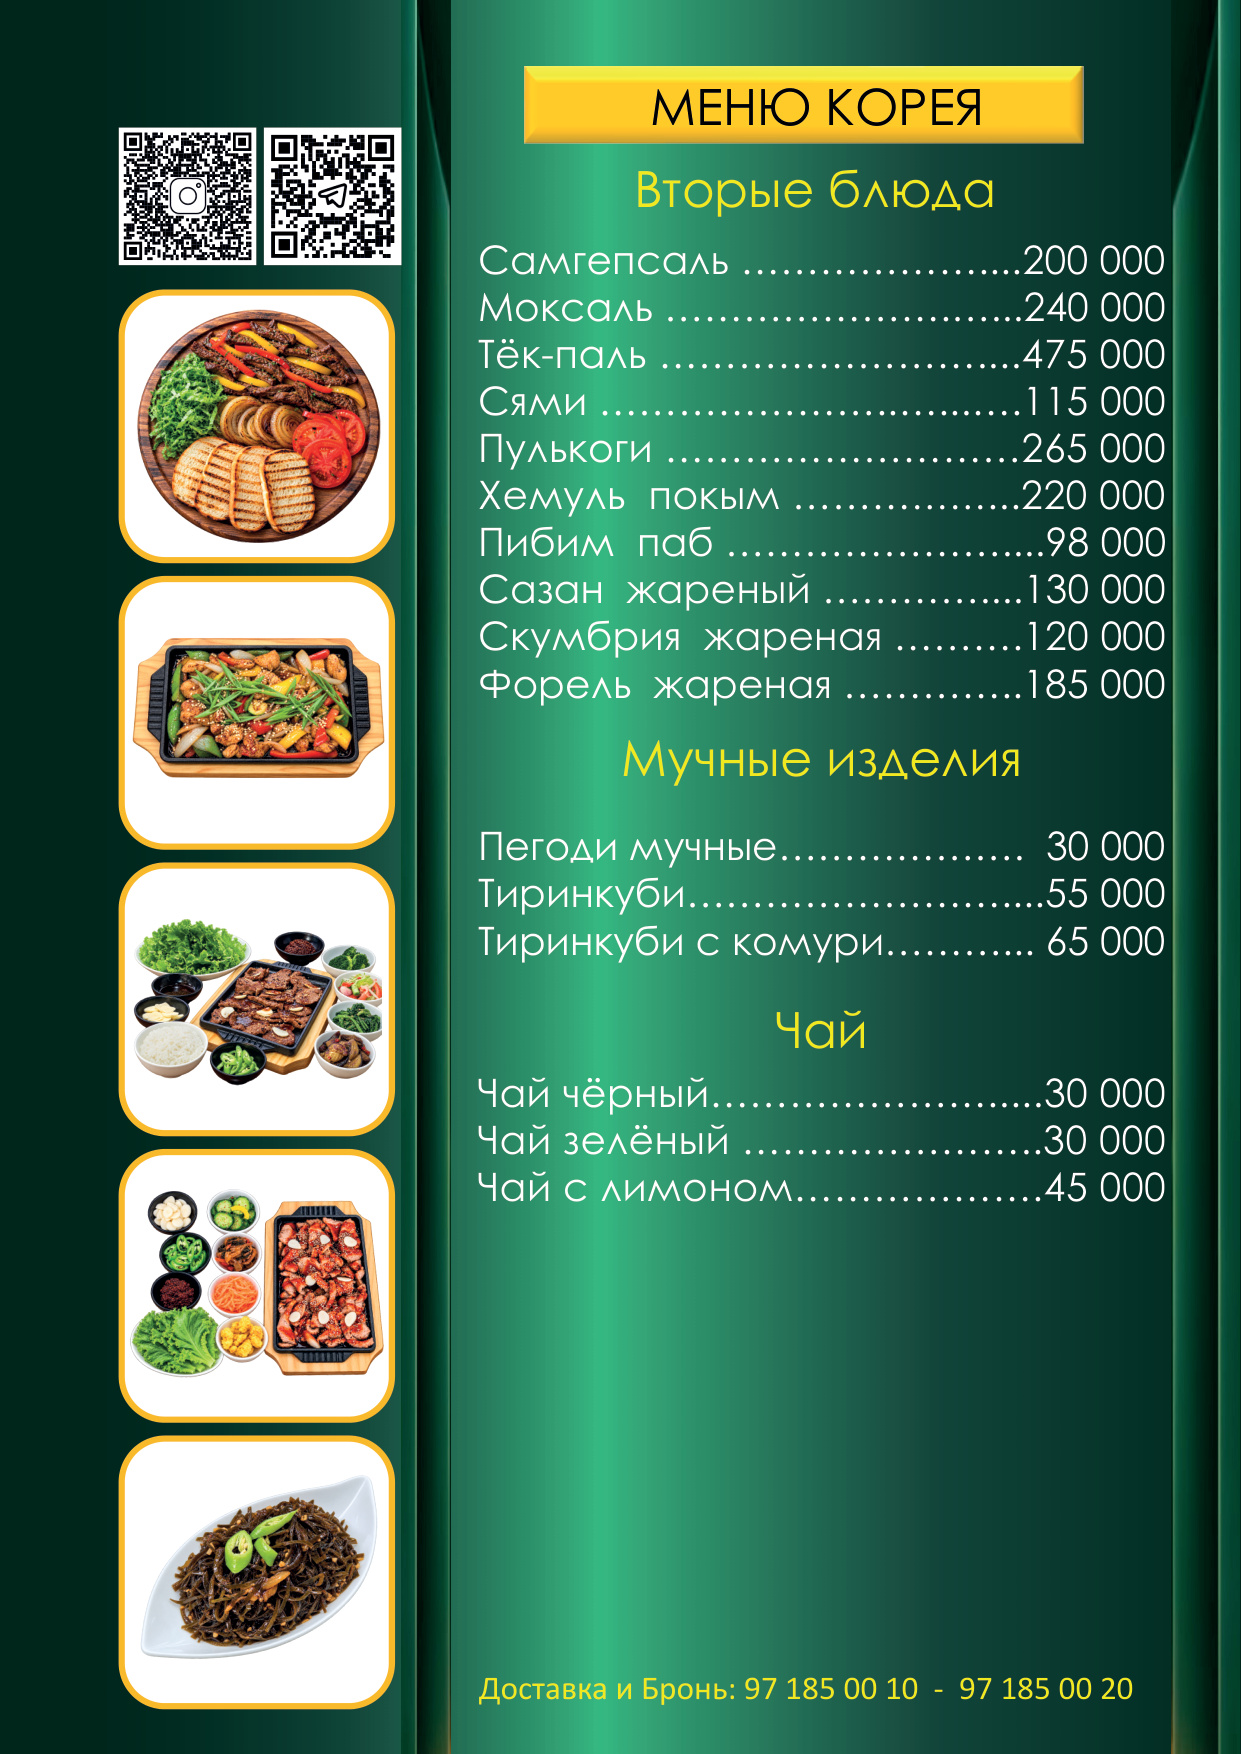 МЕНЮ КОРЕЯ
Вторые блюда
Самгепсаль …………………...200 000
Моксаль ………………………...240 000
Тёк-паль ……………………....475 000
Сями …………………..…...….115 000
Пулькоги ………………………265 000
Хемуль покым ………………..220 000
Пибим паб …………………....98 000
Сазан жареный …………....130 000
Скумбрия жареная ……….120 000
Форель жареная …………..185 000
Мучные изделия
Пегоди мучные………………. 30 000
Тиринкуби……………………....55 000
Тиринкуби с комури………... 65 000
Чай
Чай чёрный………………….....30 000
Чай зелёный …………………..30 000
Чай с лимоном……………….45 000
Доставка и Бронь: 97 185 00 10 - 97 185 00 20